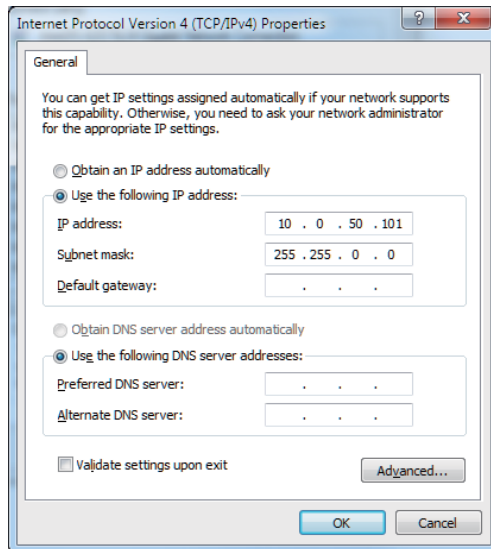 Internet Protocol Version 4 (TCP/IPv4) Properties
General
You can get IP settings assigned automatically if your network supports
this capability. Otherwise, you need to ask your network administrator
for the appropriate IP settings.
Obtain an IP address automatically
Use the following IP address:
IP address: 10 . 0 . 50 . 101
Subnet mask: 255 . 255 . 0 . 0
Default gateway: . . .
Obtain DNS server address automatically
Use the following DNS server addresses:
Preferred DNS server: . . .
Alternate DNS server: . . .
Validate settings upon exit
Advanced...
OK Cancel